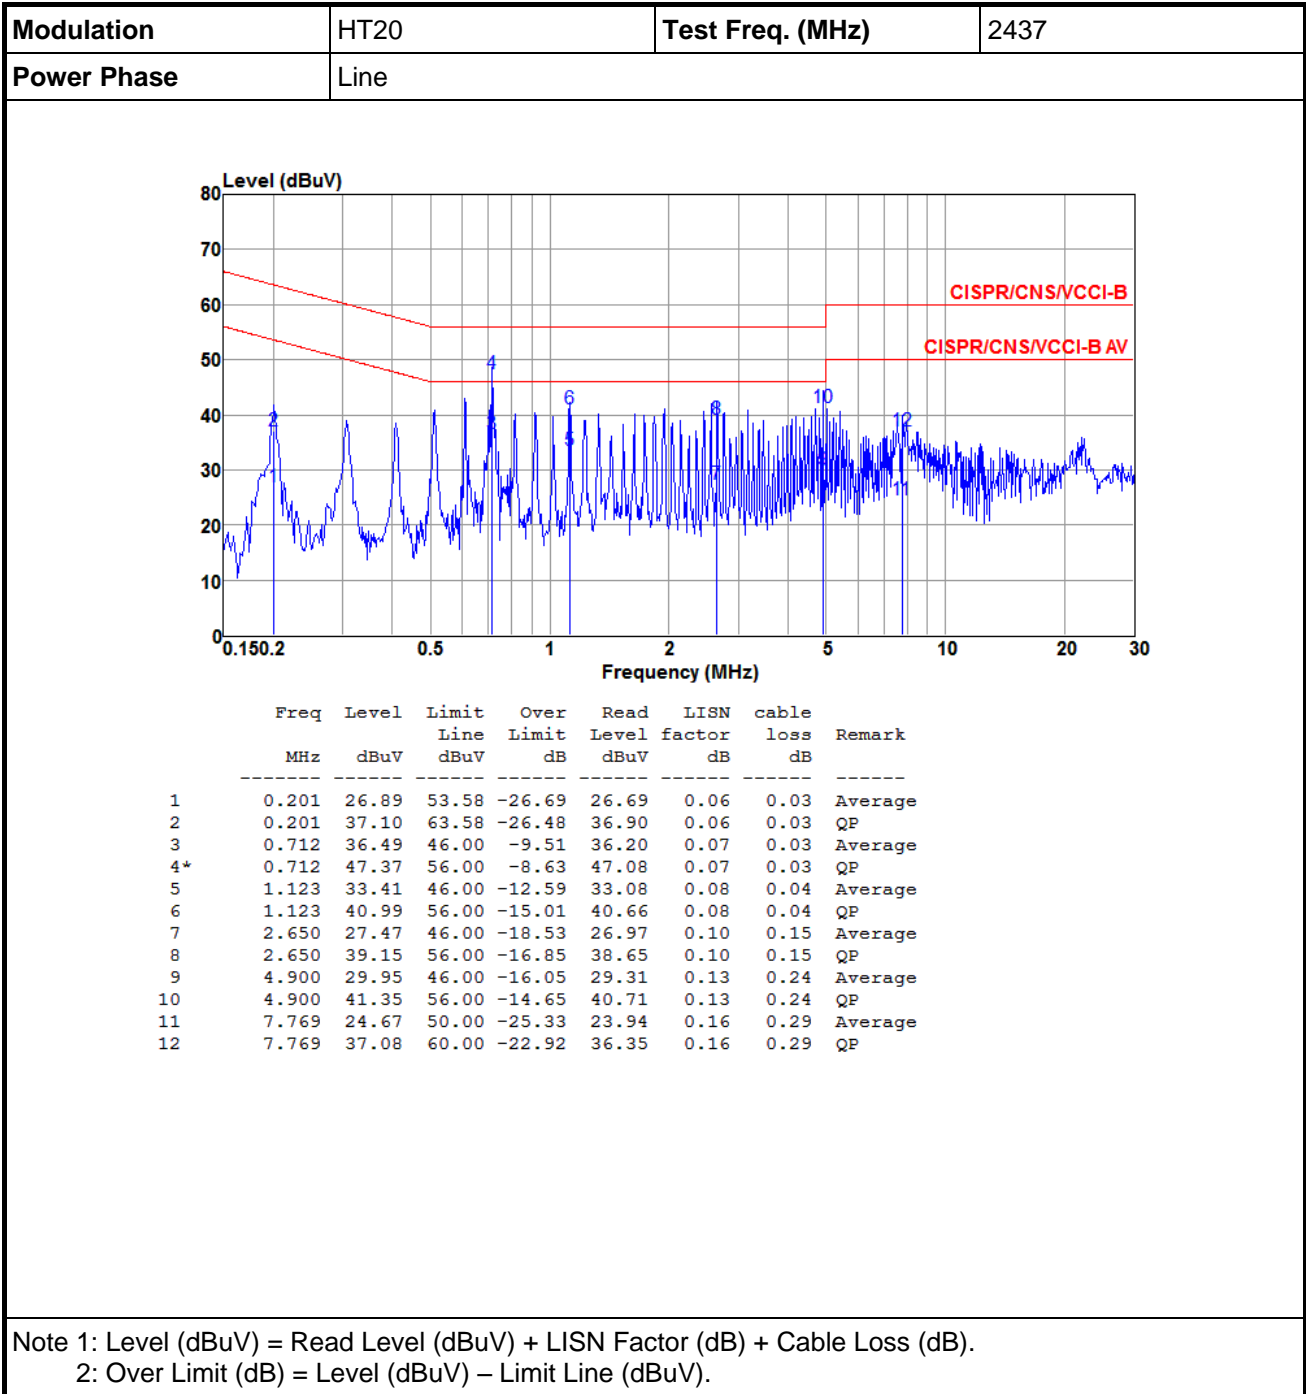 Modulation HT20 Test Freq. (MHz) 2437
Power Phase Line
Level (dBuV)
80
70
60
50
40
30
20
10
0
CISPR/CNS/VCCI-B
CISPR/CNS/VCCI-B AV
4
6
10
2
8
12
5
11
0.150.2 0.5 1 2 5 10 20 30
Frequency (MHz)
Freq Level Limit Over Read LISN cable
Line Limit Level factor loss Remark
MHz dBuV dBuV dB dBuV dB dB
------- ------ ------ ------ ------ ------ ------ ------
1 0.201 26.89 53.58 -26.69 26.69 0.06 0.03 Average
2 0.201 37.10 63.58 -26.48 36.90 0.06 0.03 QP
3 0.712 36.49 46.00 -9.51 36.20 0.07 0.03 Average
4* 0.712 47.37 56.00 -8.63 47.08 0.07 0.03 QP
5 1.123 33.41 46.00 -12.59 33.08 0.08 0.04 Average
6 1.123 40.99 56.00 -15.01 40.66 0.08 0.04 QP
7 2.650 27.47 46.00 -18.53 26.97 0.10 0.15 Average
8 2.650 39.15 56.00 -16.85 38.65 0.10 0.15 QP
9 4.900 29.95 46.00 -16.05 29.31 0.13 0.24 Average
10 4.900 41.35 56.00 -14.65 40.71 0.13 0.24 QP
11 7.769 24.67 50.00 -25.33 23.94 0.16 0.29 Average
12 7.769 37.08 60.00 -22.92 36.35 0.16 0.29 QP
Note 1: Level (dBuV) = Read Level (dBuV) + LISN Factor (dB) + Cable Loss (dB).
2: Over Limit (dB) = Level (dBuV) – Limit Line (dBuV).